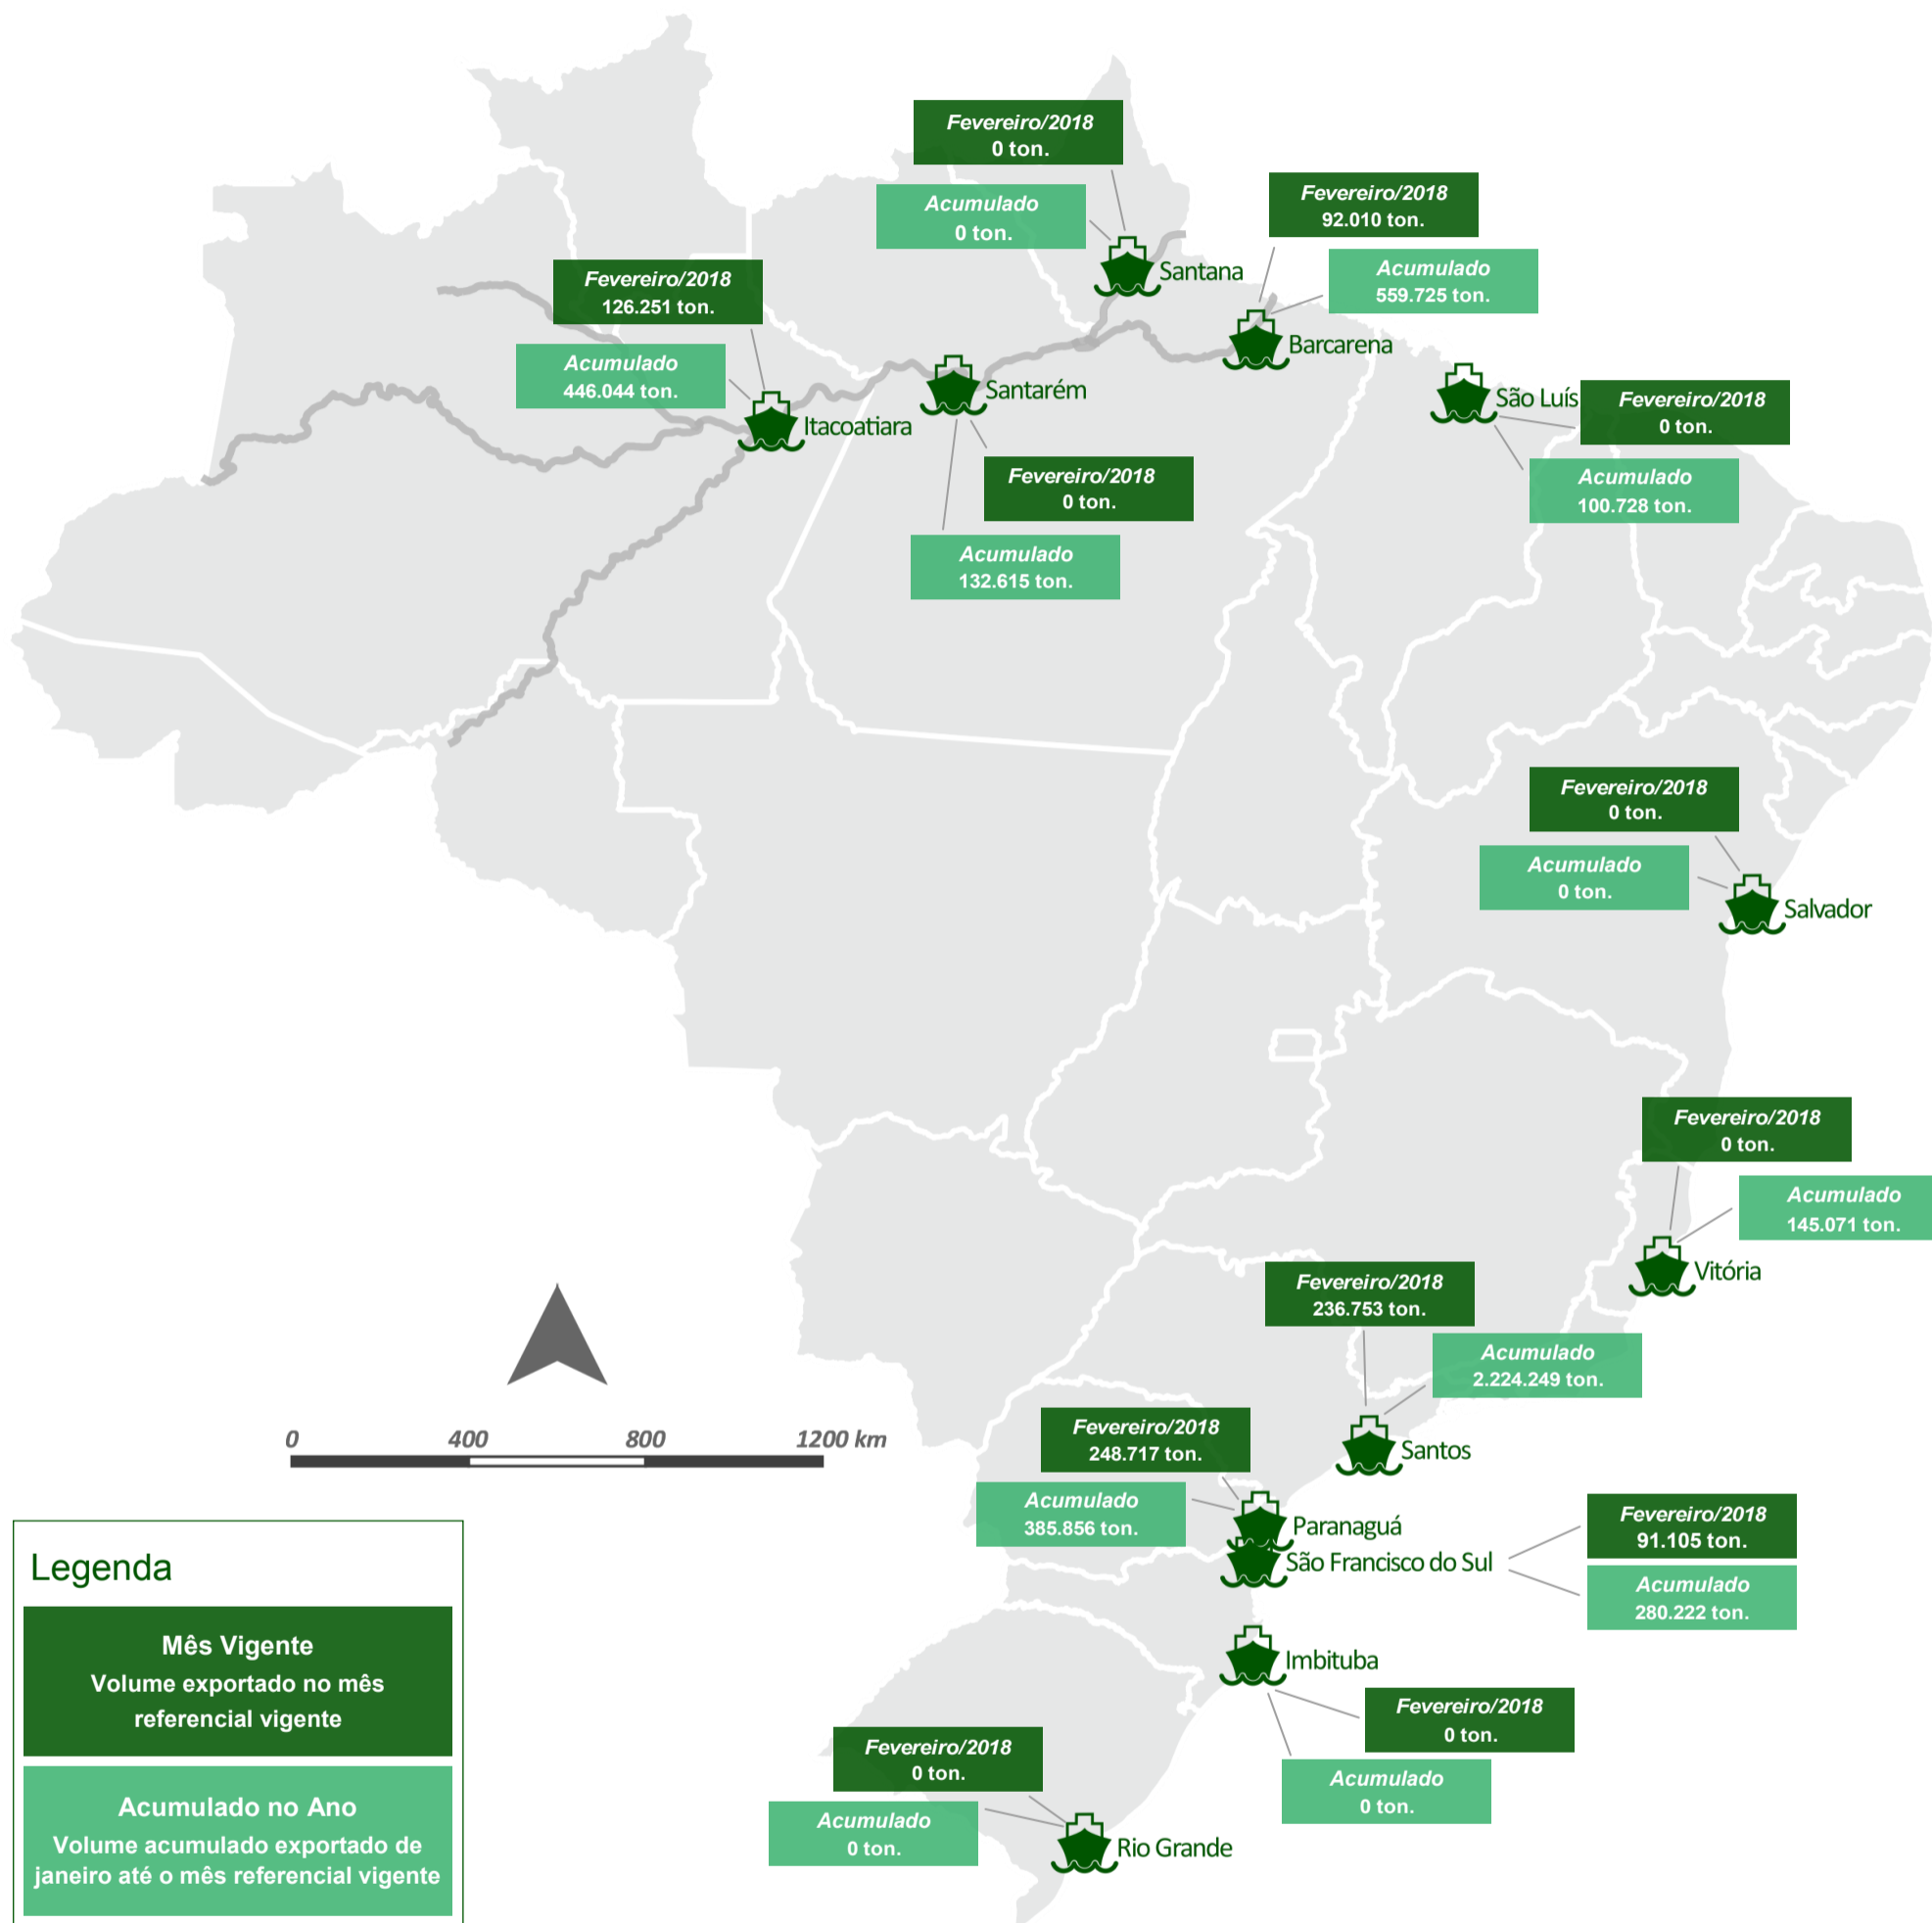 Fevereiro/2018
0 ton.
Acumulado
0 ton.
Santana
Fevereiro/2018
92.010 ton.
Acumulado
559.725 ton.
Barcarena
Fevereiro/2018
126.251 ton.
Acumulado
446.044 ton.
Itacoatiara
Santarém
Fevereiro/2018
0 ton.
Acumulado
132.615 ton.
São Luís
Fevereiro/2018
0 ton.
Acumulado
100.728 ton.
Fevereiro/2018
0 ton.
Acumulado
0 ton.
Salvador
Fevereiro/2018
0 ton.
Acumulado
145.071 ton.
Vitória
Fevereiro/2018
236.753 ton.
Acumulado
2.224.249 ton.
Santos
Fevereiro/2018
248.717 ton.
Acumulado
385.856 ton.
Paranaguá
São Francisco do Sul
Fevereiro/2018
91.105 ton.
Acumulado
280.222 ton.
Imbituba
Fevereiro/2018
0 ton.
Acumulado
0 ton.
Fevereiro/2018
0 ton.
Acumulado
0 ton.
Rio Grande
0 400 800 1200 km
Legenda
Mês Vigente
Volume exportado no mês
referencial vigente
Acumulado no Ano
Volume acumulado exportado de
janeiro até o mês referencial vigente